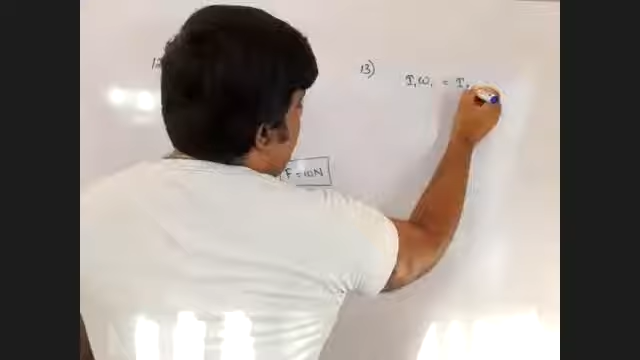 13) I₁ω₁ = I₂
F = 10N